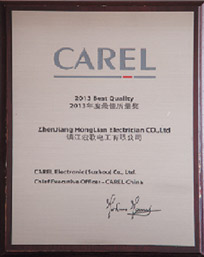 CAREL
2013 Best Quality
2013年度最佳质量奖
ZhenJiang HongLian Electrician CO.,Ltd
镇江宏联电工有限公司
CAREL Electronic (Suzhou) Co., Ltd.
Chief Executive Officer - CAREL China